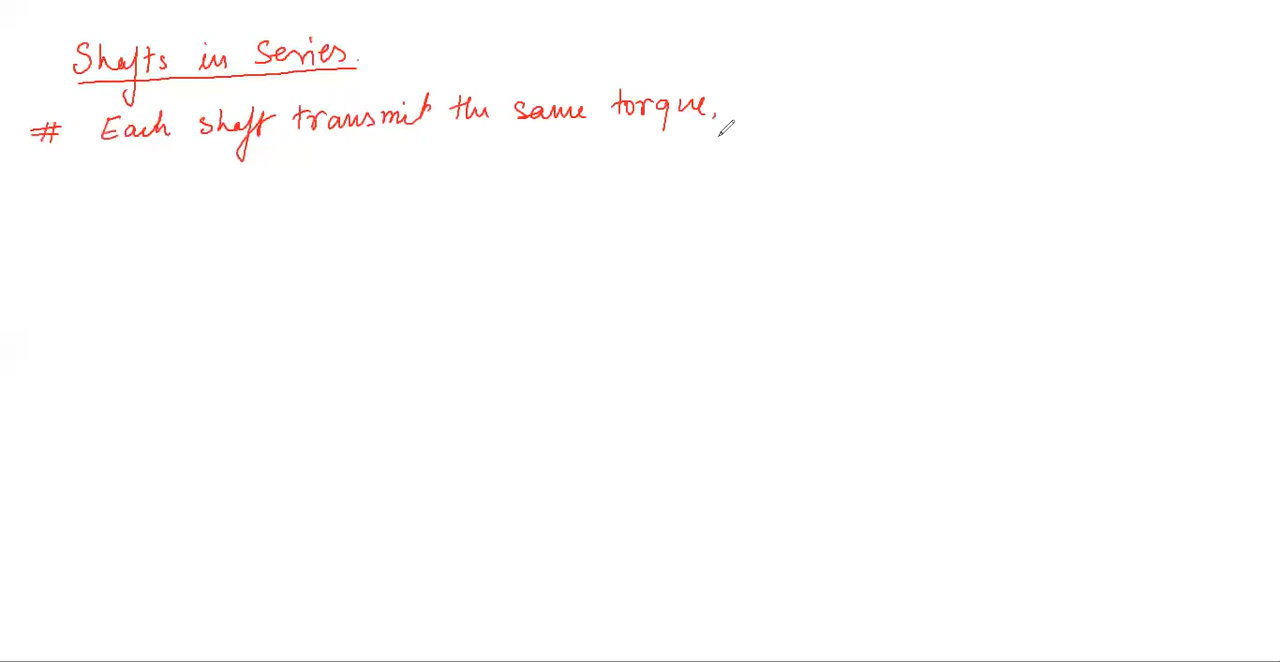 Shafts in Series.
# Each shaft transmit the same torque,